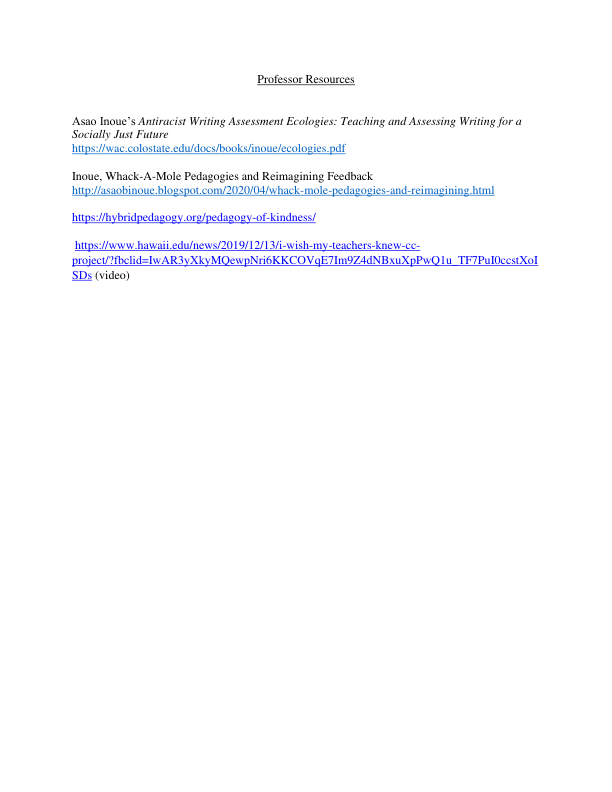 Professor Resources
Asao Inoue’s Antiracist Writing Assessment Ecologies: Teaching and Assessing Writing for a
Socially Just Future
https://wac.colostate.edu/docs/books/inoue/ecologies.pdf
Inoue, Whack-A-Mole Pedagogies and Reimagining Feedback
http://asaobinoue.blogspot.com/2020/04/whack-mole-pedagogies-and-reimagining.html
https://hybridpedagogy.org/pedagogy-of-kindness/
https://www.hawaii.edu/news/2019/12/13/i-wish-my-teachers-knew-cc-
project/?fbclid=IwAR3yXkyMQewpNri6KKCOVqE7Im9Z4dNBxuXpPwQ1u_TF7PuI0ccstXoI
SDs (video)